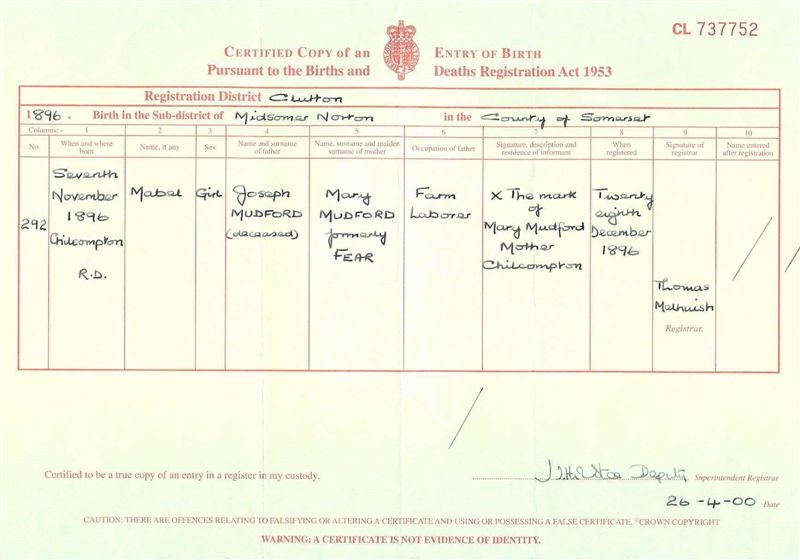 CL 737752
CERTIFIED COPY OF AN ENTRY OF BIRTH
PURSUANT TO THE BIRTHS AND DEATHS REGISTRATION ACT 1953
Registration District Clutton
1896. Birth in the Sub-district of Midsomer Norton in the County of Somerset
Columns:- 1 2 3 4 5 6 7 8 9 10
No. When and where born Name, if any Sex Name and surname of father Name, surname and maiden surname of mother Occupation of father Signature, description and residence of informant When registered Signature of registrar Name entered after registration
292
Seventh
November
1896
Chilcompton
R.D.
Mabel
Girl
Joseph
MUDFORD
(deceased)
Mary
MUDFORD
formerly
FEAR
Farm
Laborer
X The mark
of
Mary Mudford
Mother
Chilcompton
Twenty
eighth
December
1896
Thomas
Melhuish
Registrar.
Certified to be a true copy of an entry in a register in my custody.
Deputy Superintendent Registrar
26-4-00 Date
CAUTION: THERE ARE OFFENCES RELATING TO FALSIFYING OR ALTERING A CERTIFICATE AND USING OR POSSESSING A FALSE CERTIFICATE. ©CROWN COPYRIGHT
WARNING: A CERTIFICATE IS NOT EVIDENCE OF IDENTITY.